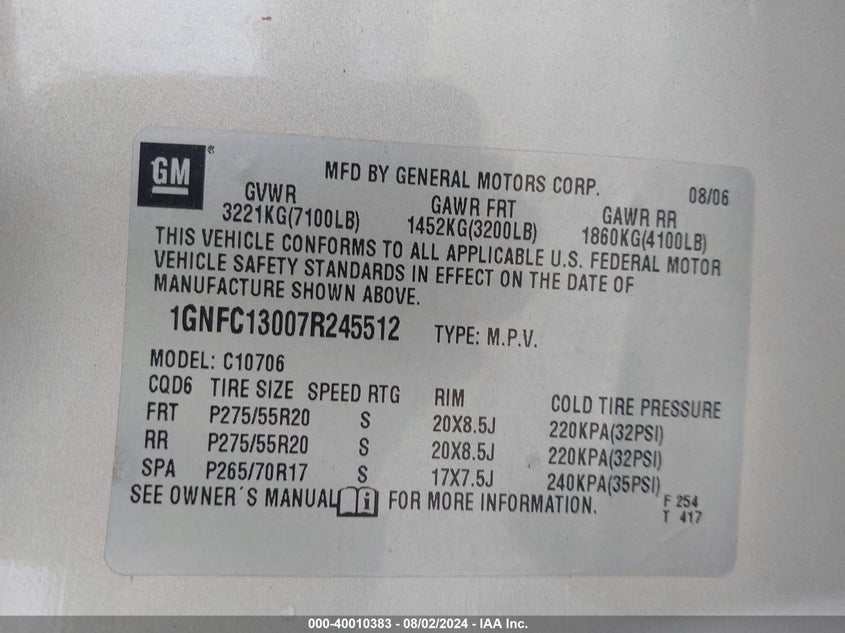 GM
MFD BY GENERAL MOTORS CORP. 08/06
GVWR GAWR FRT GAWR RR
3221KG(7100LB) 1452KG(3200LB) 1860KG(4100LB)
THIS VEHICLE CONFORMS TO ALL APPLICABLE U.S. FEDERAL MOTOR
VEHICLE SAFETY STANDARDS IN EFFECT ON THE DATE OF
MANUFACTURE SHOWN ABOVE.
1GNFC13007R245512 TYPE: M.P.V.
MODEL: C10706
CQD6 TIRE SIZE SPEED RTG RIM COLD TIRE PRESSURE
FRT P275/55R20 S 20X8.5J 220KPA(32PSI)
RR P275/55R20 S 20X8.5J 220KPA(32PSI)
SPA P265/70R17 S 17X7.5J 240KPA(35PSI)
SEE OWNER´S MANUAL i FOR MORE INFORMATION. F 254
T 417
000-40010383 - 08/02/2024 - IAA Inc.